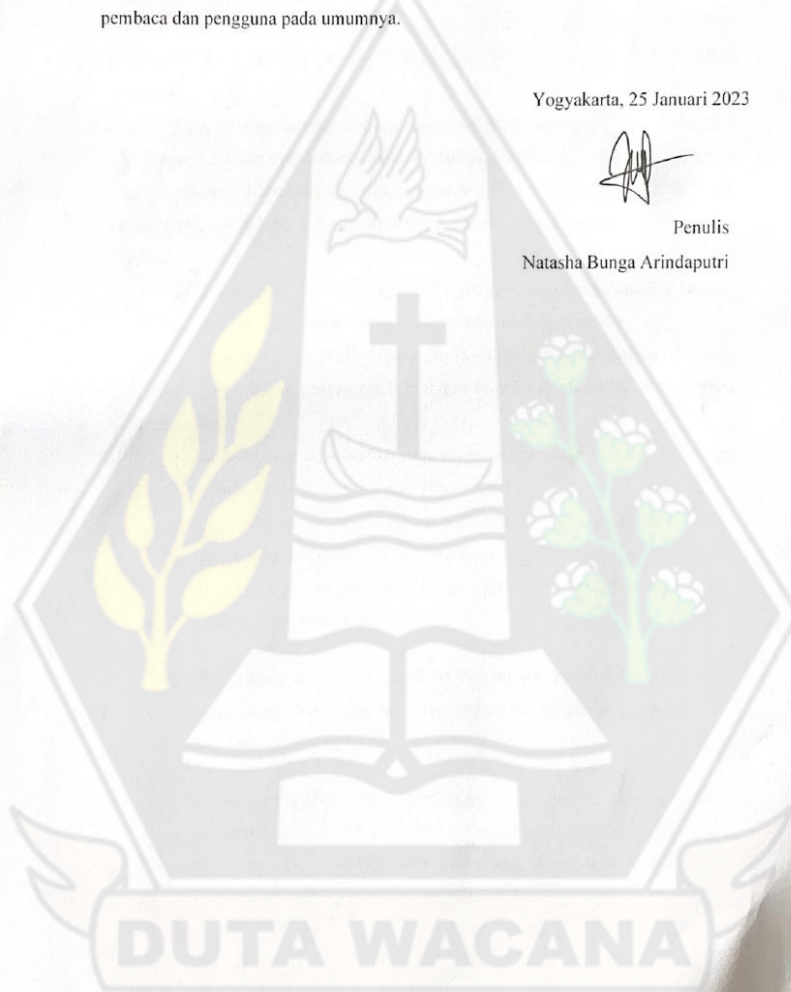 pembaca dan pengguna pada umumnya.
Yogyakarta, 25 Januari 2023
Penulis
Natasha Bunga Arindaputri
DUTA WACANA